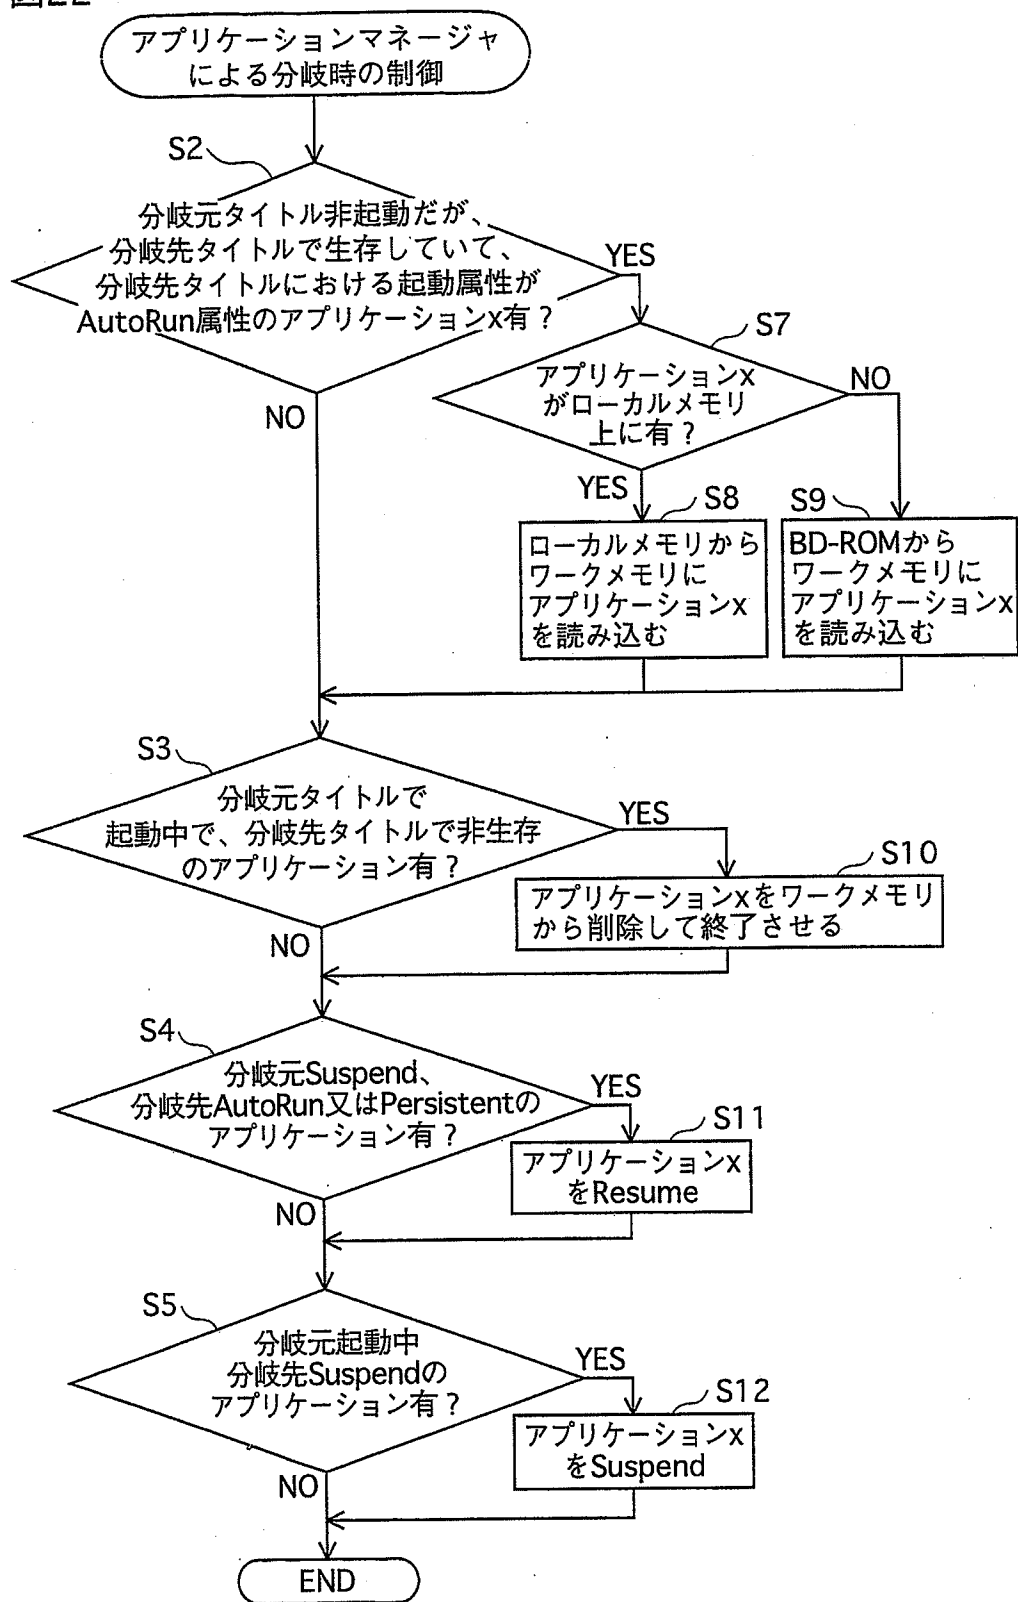 図22
アプリケーションマネージャ
による分岐時の制御
S2
分岐元タイトル非起動だが、
分岐先タイトルで生存していて、
分岐先タイトルにおける起動属性が
AutoRun属性のアプリケーションx有？
YES
NO
S7
アプリケーションx
がローカルメモリ
上に有？
NO
YES
S8
ローカルメモリから
ワークメモリに
アプリケーションx
を読み込む
S9
BD-ROMから
ワークメモリに
アプリケーションx
を読み込む
S3
分岐元タイトルで
起動中で、分岐先タイトルで非生存
のアプリケーション有？
YES
NO
S10
アプリケーションxをワークメモリ
から削除して終了させる
S4
分岐元Suspend、
分岐先AutoRun又はPersistentの
アプリケーション有？
YES
NO
S11
アプリケーションx
をResume
S5
分岐元起動中
分岐先Suspendの
アプリケーション有？
YES
NO
S12
アプリケーションx
をSuspend
END